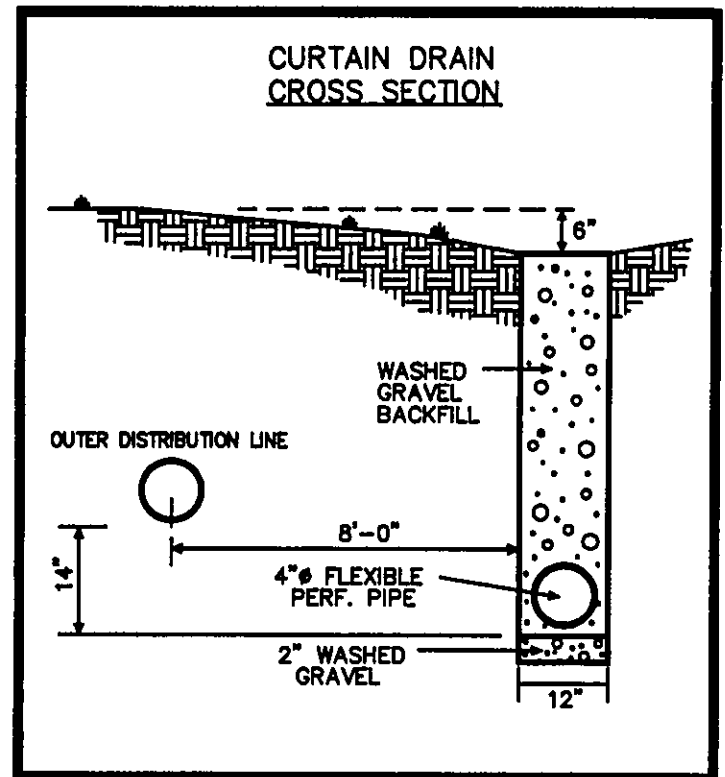 CURTAIN DRAIN
CROSS SECTION
6"
WASHED
GRAVEL
BACKFILL
OUTER DISTRIBUTION LINE
8'-0"
14"
4"ø FLEXIBLE
PERF. PIPE
2" WASHED
GRAVEL
12"